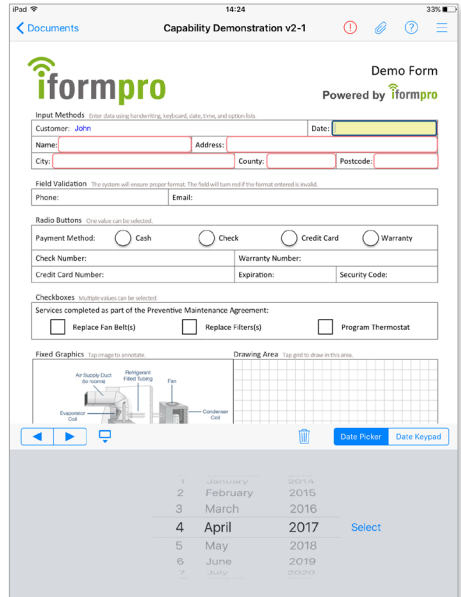 iPad 14:24 33%
Documents Capability Demonstration v2-1
iformpro
Demo Form
Powered by iformpro
Input Methods Enter data using handwriting, keyboard, date, time, and option lists.
Customer: John Date:
Name: Address:
City: County: Postcode:
Field Validation The system will ensure proper format. The field will turn red if the format entered is invalid.
Phone: Email:
Radio Buttons One value can be selected.
Payment Method: Cash Check Credit Card Warranty
Check Number: Warranty Number:
Credit Card Number: Expiration: Security Code:
Checkboxes Multiple values can be selected.
Services completed as part of the Preventive Maintenance Agreement:
Replace Fan Belt(s) Replace Filters(s) Program Thermostat
Fixed Graphics Tap image to annotate. Drawing Area Tap grid to draw in this area.
Air Supply Duct
(to rooms)
Refrigerant
Filled Tubing
Fan
Evaporator
Coil
Condenser
Coil
Date Picker Date Keypad
1 January 2014
2 February 2015
3 March 2016
4 April 2017 Select
5 May 2018
6 June 2019
7 July 2020